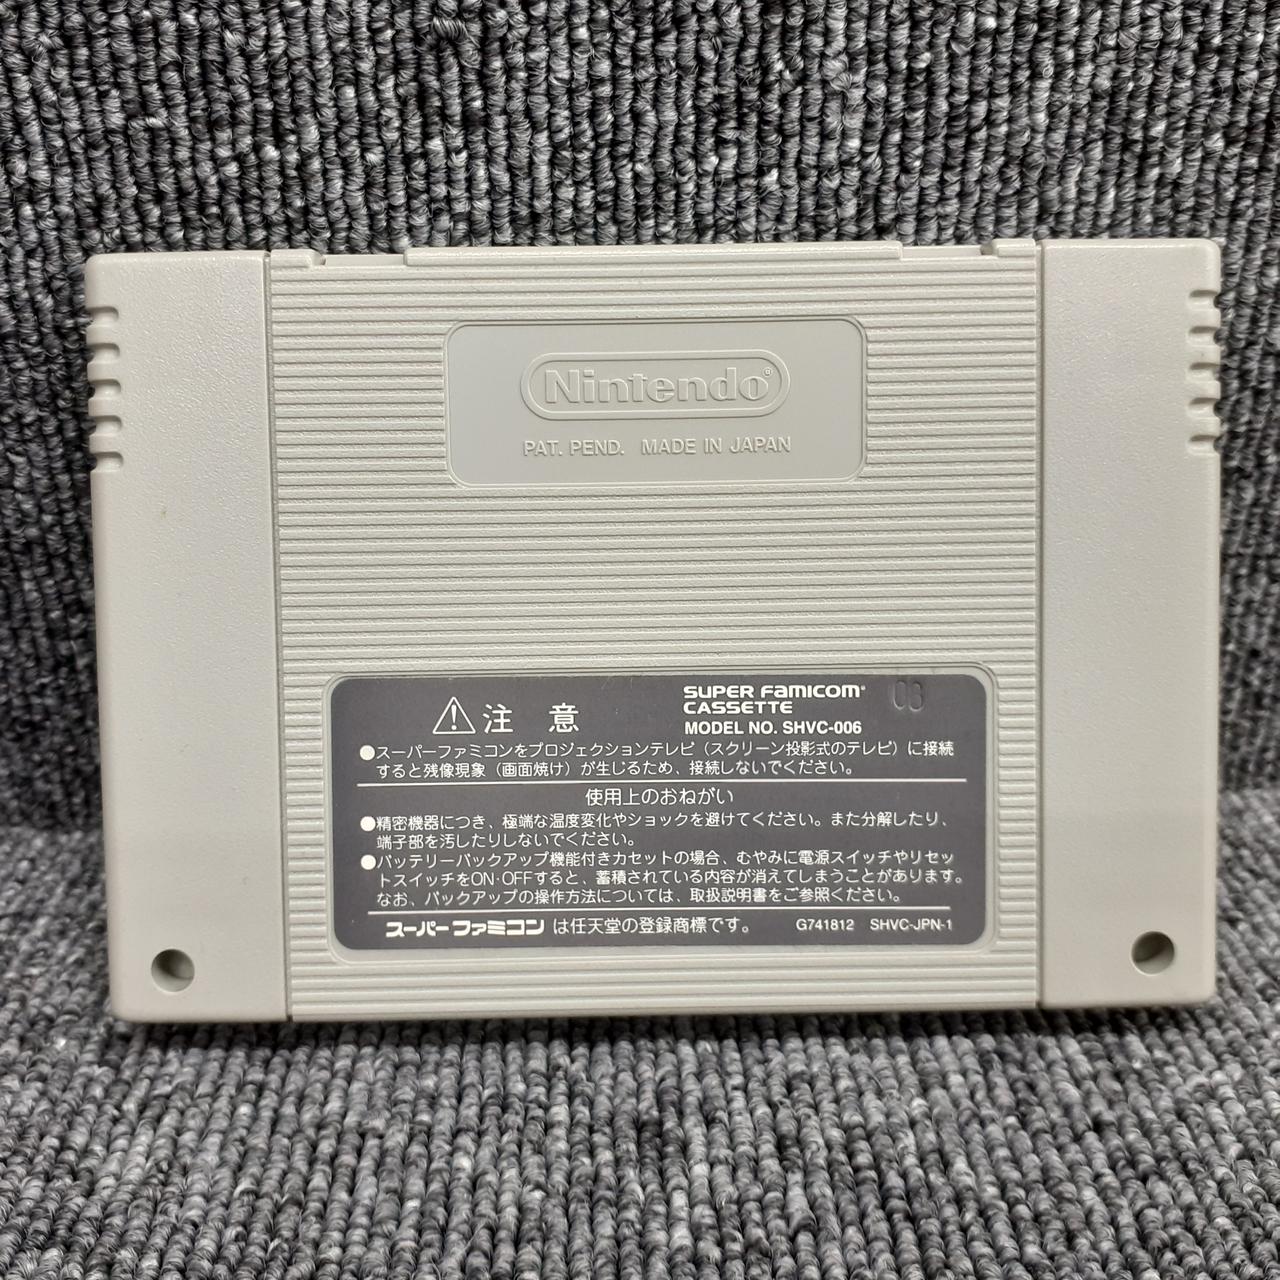 Nintendo®
PAT. PEND. MADE IN JAPAN
注 意
SUPER FAMICOM®
CASSETTE
MODEL NO. SHVC-006
03
●スーパーファミコンをプロジェクションテレビ（スクリーン投影式のテレビ）に接続
すると残像現象（画面焼け）が生じるため、接続しないでください。
使用上のおねがい
●精密機器につき、極端な温度変化やショックを避けてください。また分解したり、
端子部を汚したりしないでください。
●バッテリーバックアップ機能付きカセットの場合、むやみに電源スイッチやリセッ
トスイッチをON·OFFすると、蓄積されている内容が消えてしまうことがあります。
なお、バックアップの操作方法については、取扱説明書をご参照ください。
スーパーファミコン は任天堂の登録商標です。 G741812 SHVC-JPN-1